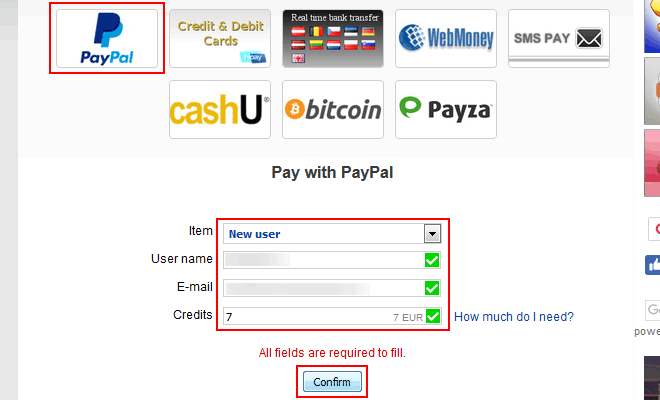 PayPal
Credit & Debit
Cards
Real time bank transfer
WebMoney
SMS PAY
cashU®
bitcoin
Payza
Pay with PayPal
Item New user
User name
E-mail
Credits 7 7 EUR How much do I need?
All fields are required to fill.
Confirm